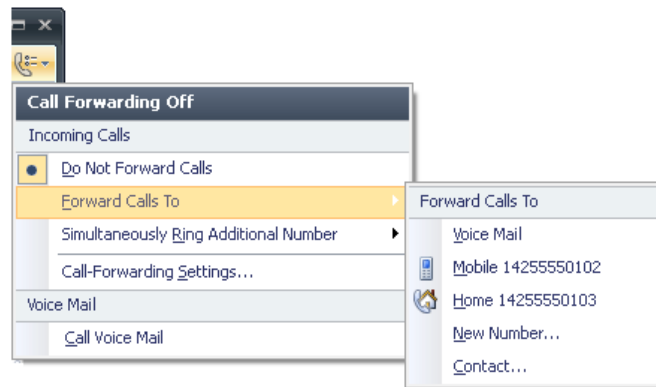 Call Forwarding Off
Incoming Calls
Do Not Forward Calls
Forward Calls To
Simultaneously Ring Additional Number
Call-Forwarding Settings...
Voice Mail
Call Voice Mail
Forward Calls To
Voice Mail
Mobile 14255550102
Home 14255550103
New Number...
Contact...